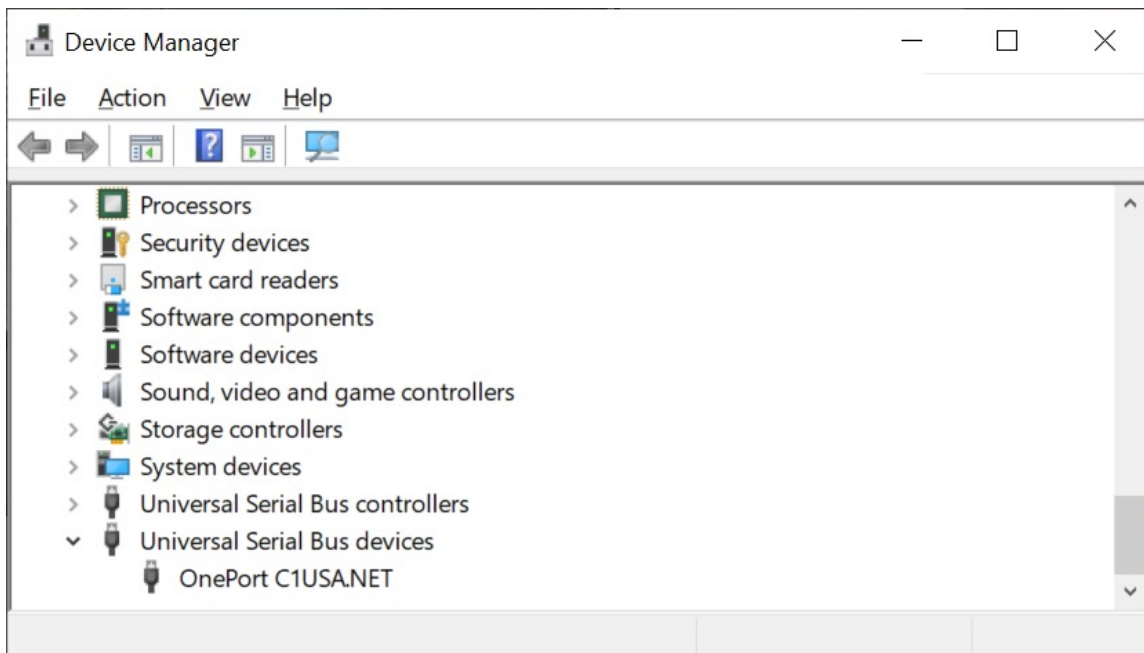 Device Manager
File Action View Help
Processors
Security devices
Smart card readers
Software components
Software devices
Sound, video and game controllers
Storage controllers
System devices
Universal Serial Bus controllers
Universal Serial Bus devices
OnePort C1USA.NET